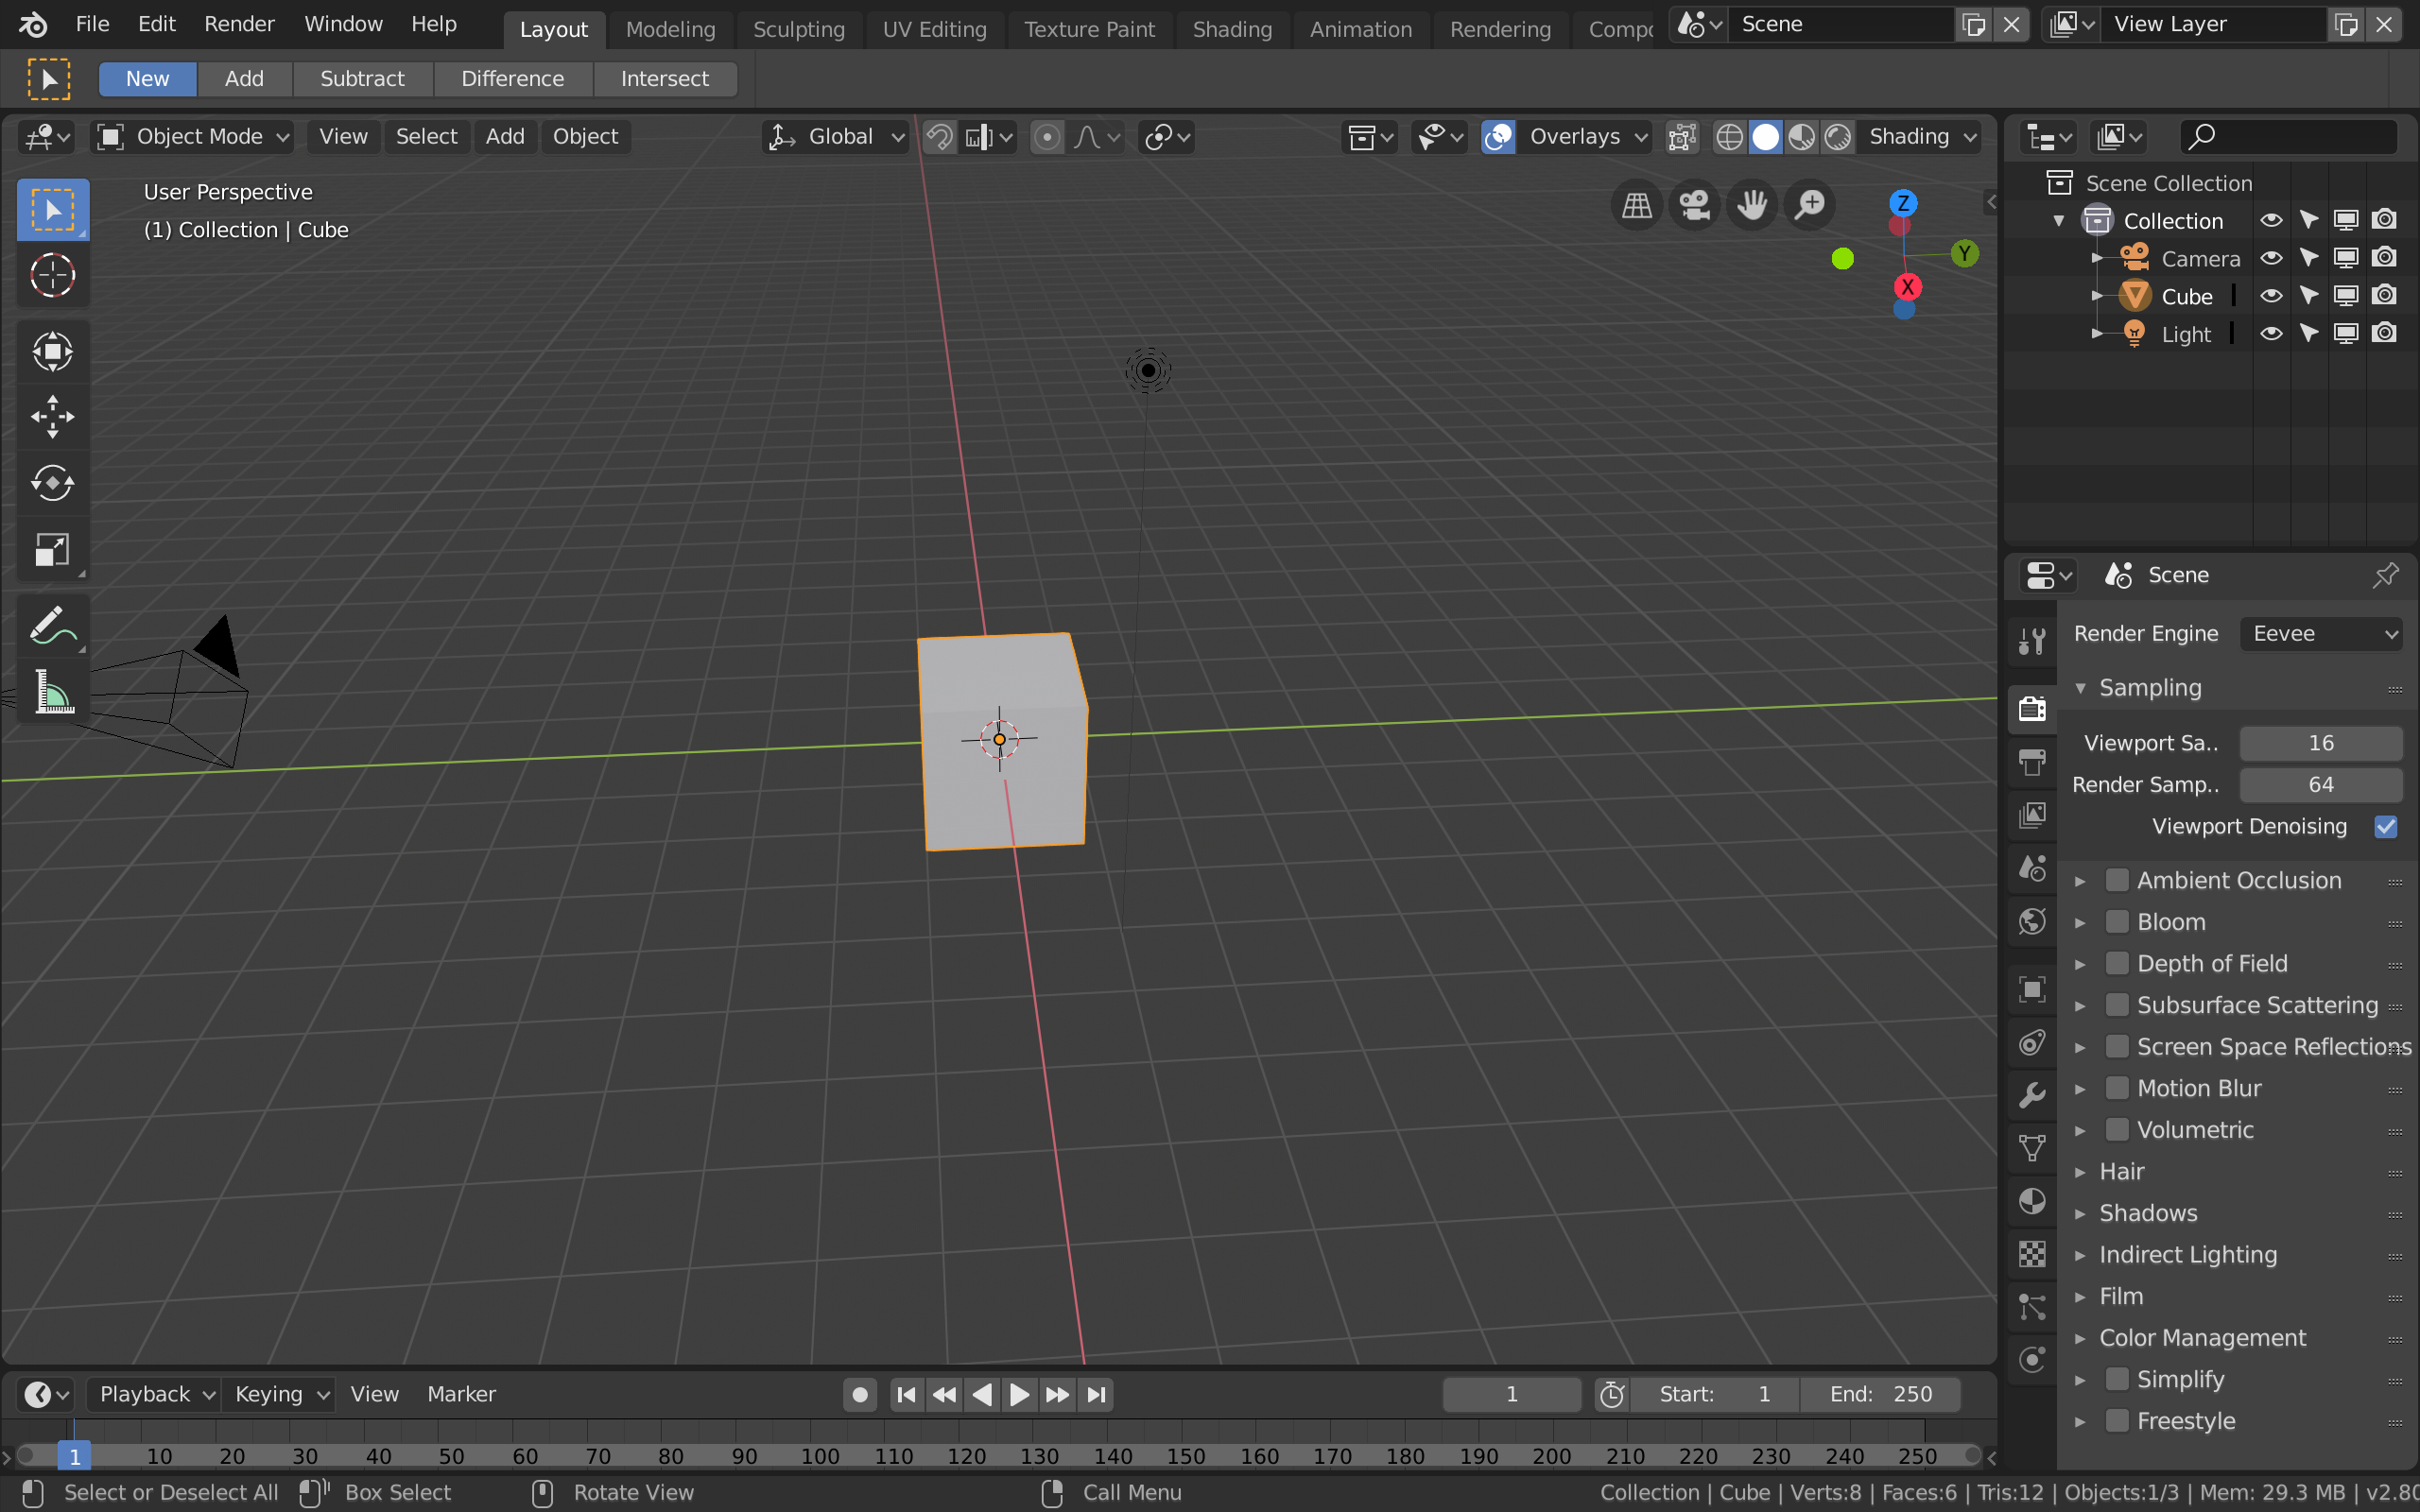 File Edit Render Window Help Layout Modeling Sculpting UV Editing Texture Paint Shading Animation Rendering Compo Scene View Layer
New Add Subtract Difference Intersect
Object Mode View Select Add Object Global Overlays Shading
User Perspective
(1) Collection | Cube
Z
Y
X
Scene Collection
Collection
Camera
Cube
Light
Scene
Render Engine Eevee
Sampling
Viewport Sa.. 16
Render Samp.. 64
Viewport Denoising
Ambient Occlusion
Bloom
Depth of Field
Subsurface Scattering
Screen Space Reflections
Motion Blur
Volumetric
Hair
Shadows
Indirect Lighting
Film
Color Management
Simplify
Freestyle
Playback Keying View Marker 1 Start: 1 End: 250
1 10 20 30 40 50 60 70 80 90 100 110 120 130 140 150 160 170 180 190 200 210 220 230 240 250
Select or Deselect All Box Select Rotate View Call Menu Collection | Cube | Verts:8 | Faces:6 | Tris:12 | Objects:1/3 | Mem: 29.3 MB | v2.80